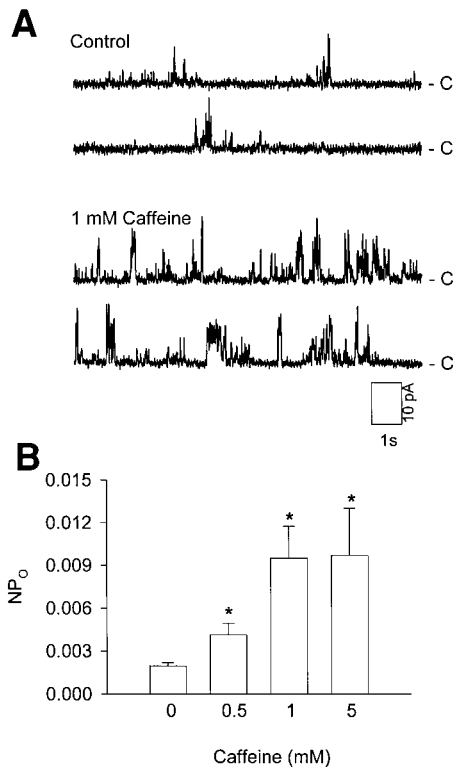 A
Control
- C
- C
1 mM Caffeine
- C
- C
10 pA
1s
B
0.015
0.012
0.009
0.006
0.003
0.000
NPO
* * *
0 0.5 1 5
Caffeine (mM)